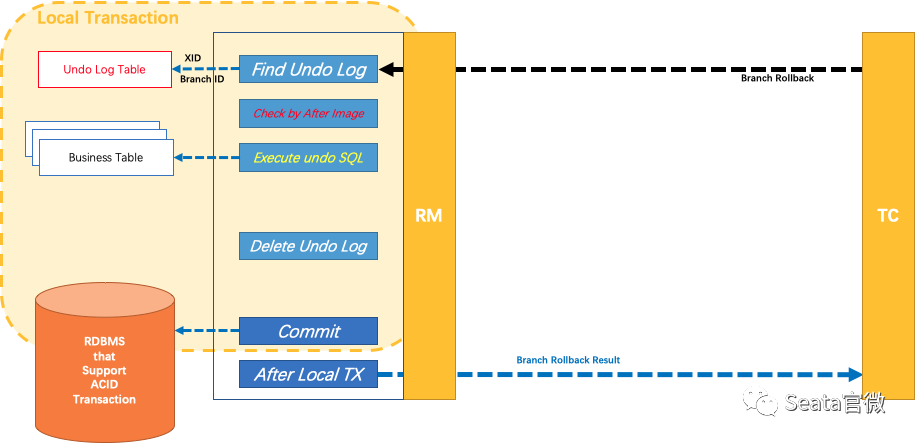 Local Transaction
XID
Undo Log Table
Find Undo Log
Branch ID
Branch Rollback
Check by After Image
Business Table
Execute undo SQL
RM
TC
Delete Undo Log
Commit
RDBMS
that
Support
ACID
Transaction
After Local TX
Branch Rollback Result
Seata官微